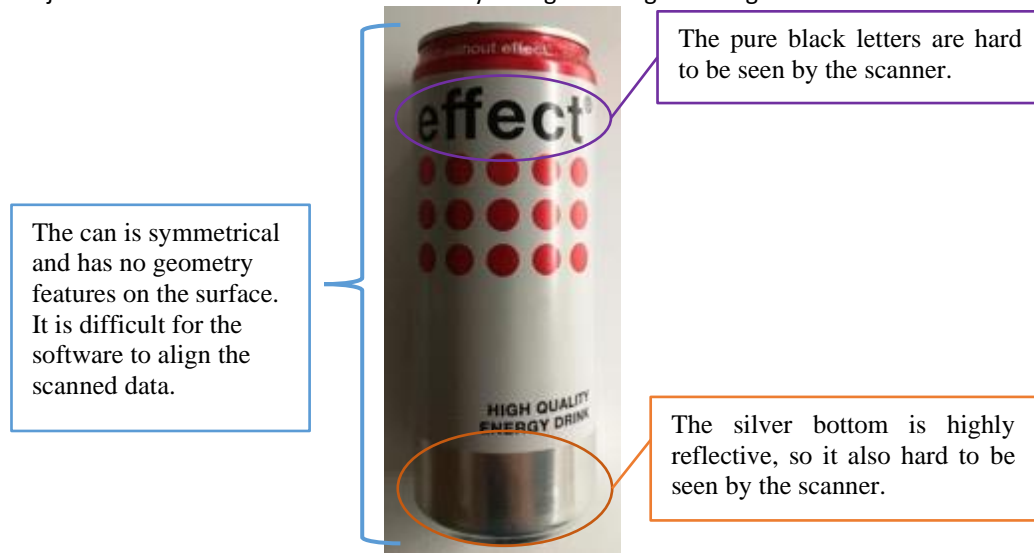 The pure black letters are hard
to be seen by the scanner.
without effect.
effect®
The can is symmetrical
and has no geometry
features on the surface.
It is difficult for the
software to align the
scanned data.
HIGH QUALITY
ENERGY DRINK
The silver bottom is highly
reflective, so it also hard to be
seen by the scanner.